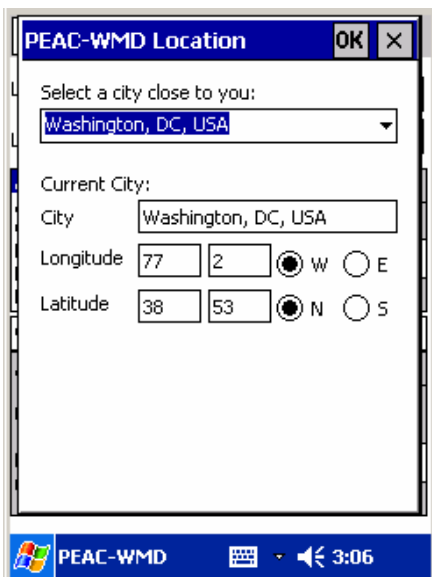 PEAC-WMD Location OK
Select a city close to you:
Washington, DC, USA
Current City:
City Washington, DC, USA
Longitude 77 2 W E
Latitude 38 53 N S
PEAC-WMD 3:06